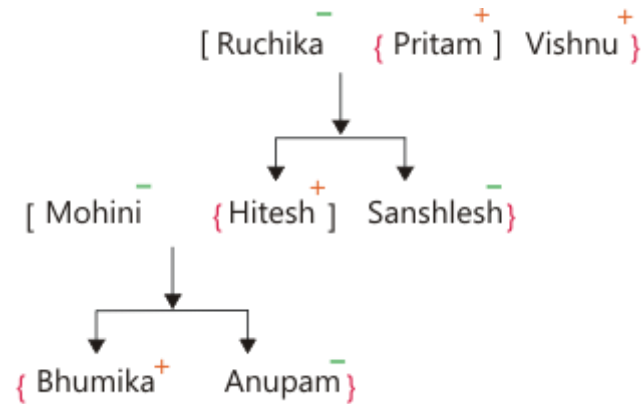 [ Ruchika⁻ { Pritam⁺ ] Vishnu⁺ }
[ Mohini⁻ { Hitesh⁺ ] Sanshlesh⁻ }
{ Bhumika⁺ Anupam⁻ }